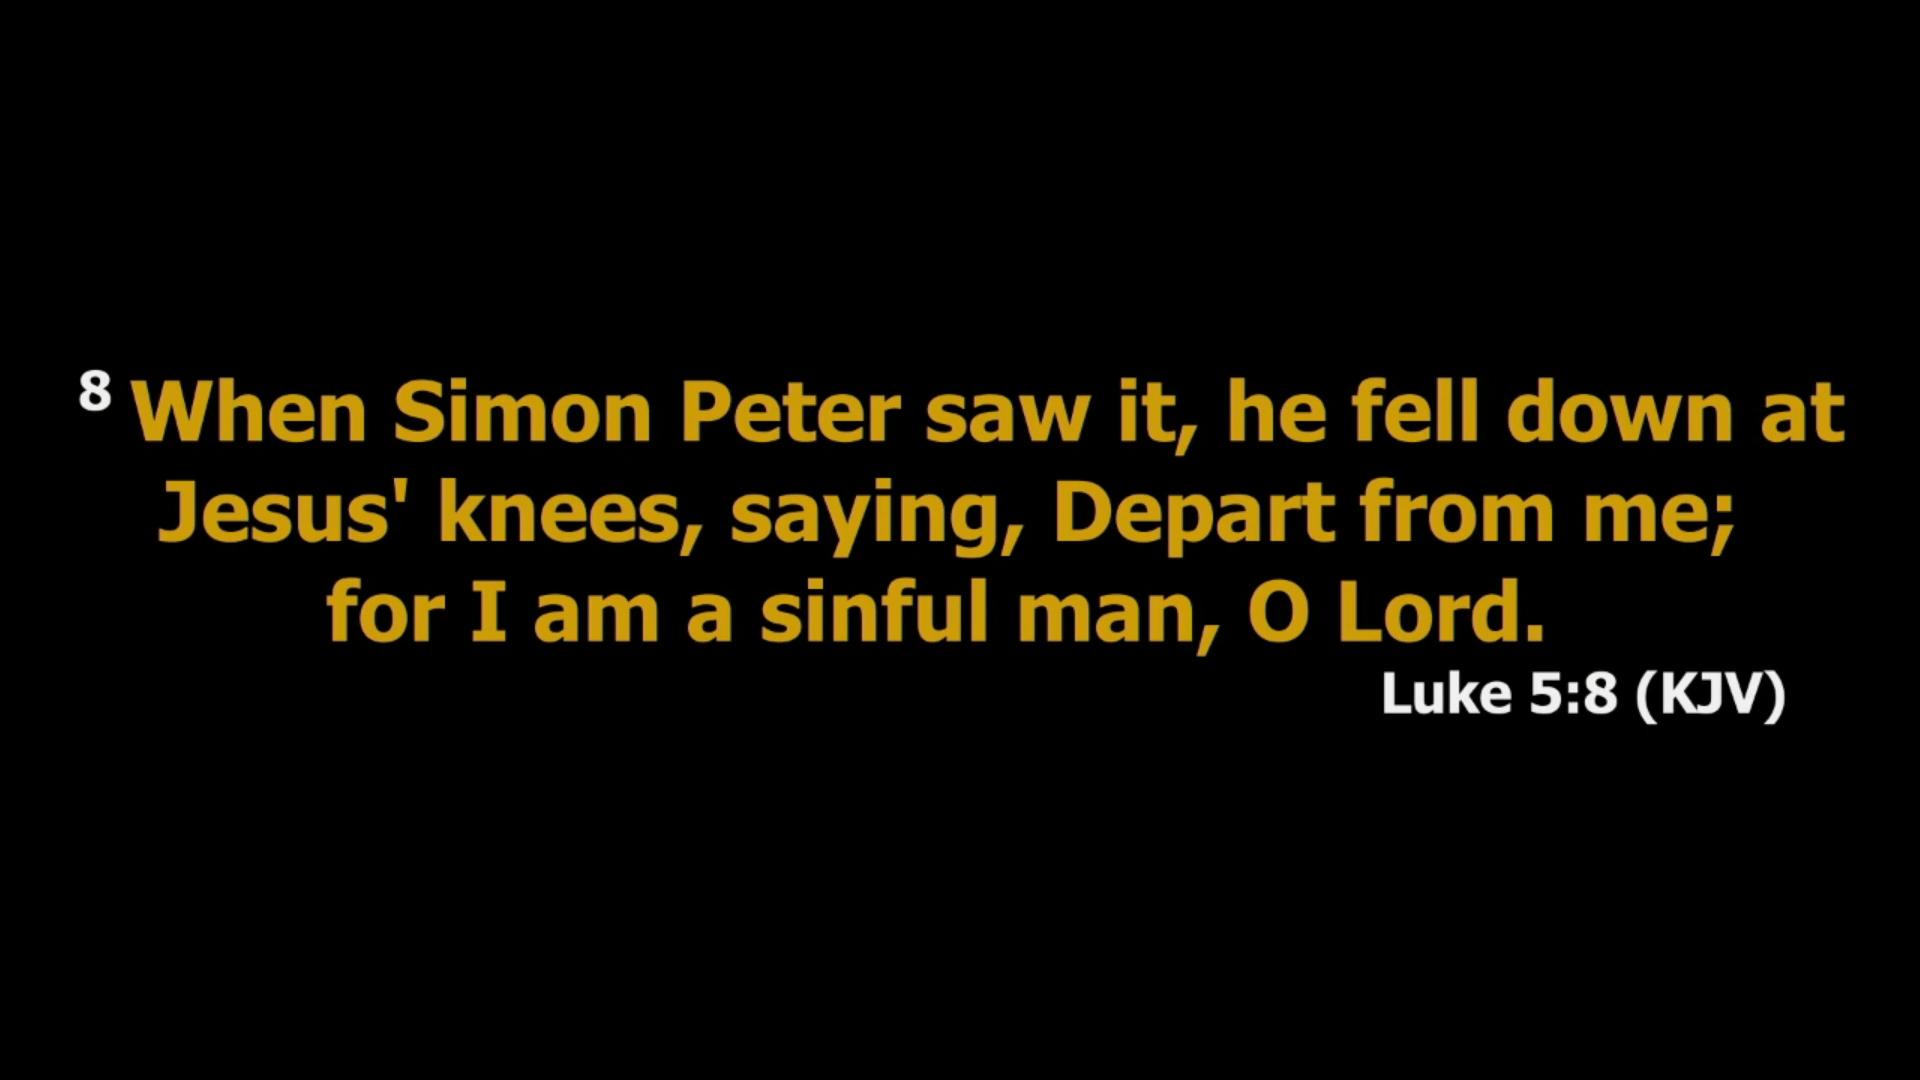 8 When Simon Peter saw it, he fell down at
Jesus' knees, saying, Depart from me;
for I am a sinful man, O Lord.
Luke 5:8 (KJV)